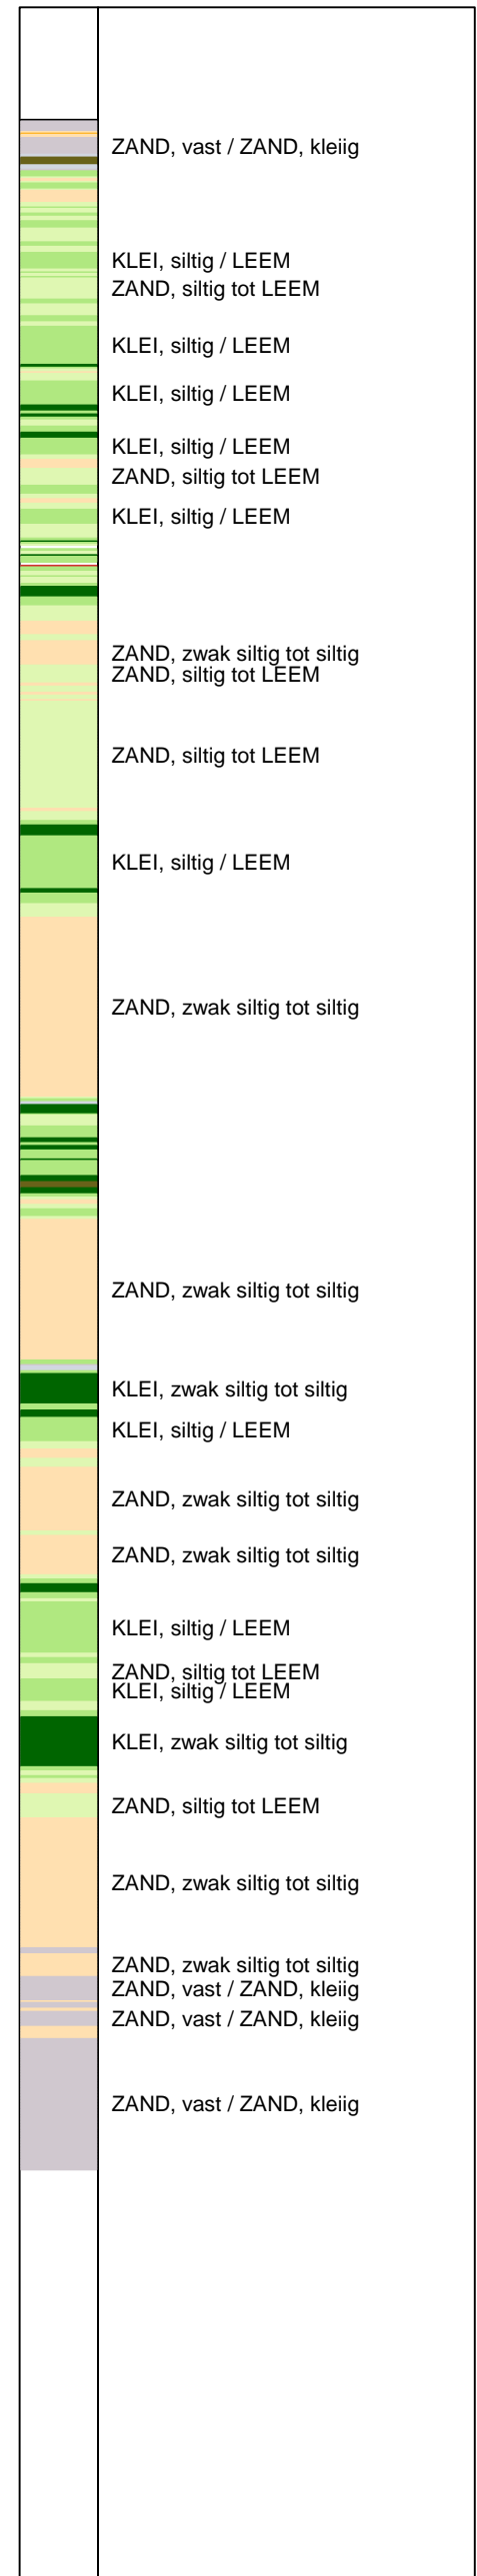 ZAND, vast / ZAND, kleiig
KLEI, siltig / LEEM
ZAND, siltig tot LEEM
KLEI, siltig / LEEM
KLEI, siltig / LEEM
KLEI, siltig / LEEM
ZAND, siltig tot LEEM
KLEI, siltig / LEEM
ZAND, zwak siltig tot siltig
ZAND, siltig tot LEEM
ZAND, siltig tot LEEM
KLEI, siltig / LEEM
ZAND, zwak siltig tot siltig
ZAND, zwak siltig tot siltig
KLEI, zwak siltig tot siltig
KLEI, siltig / LEEM
ZAND, zwak siltig tot siltig
ZAND, zwak siltig tot siltig
KLEI, siltig / LEEM
ZAND, siltig tot LEEM
KLEI, siltig / LEEM
KLEI, zwak siltig tot siltig
ZAND, siltig tot LEEM
ZAND, zwak siltig tot siltig
ZAND, zwak siltig tot siltig
ZAND, vast / ZAND, kleiig
ZAND, vast / ZAND, kleiig
ZAND, vast / ZAND, kleiig